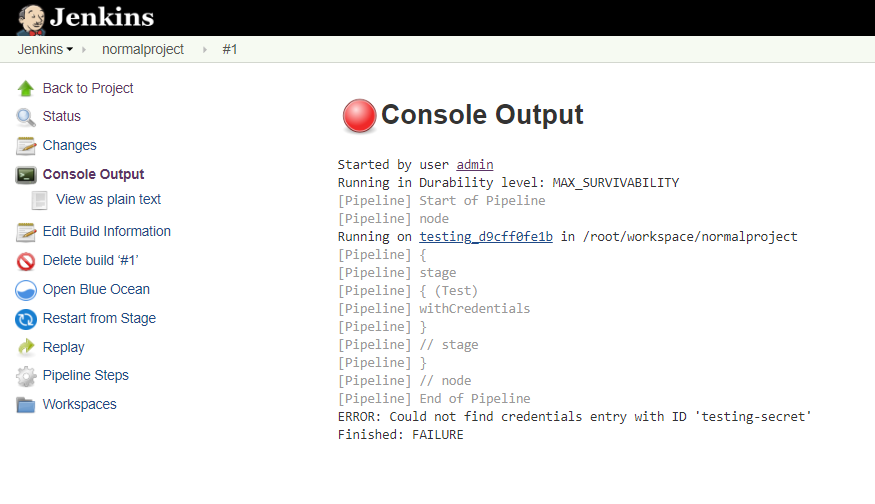 Jenkins
Jenkins normalproject #1
Back to Project
Status
Changes
Console Output
View as plain text
Edit Build Information
Delete build ‘#1’
Open Blue Ocean
Restart from Stage
Replay
Pipeline Steps
Workspaces
Console Output
Started by user admin
Running in Durability level: MAX_SURVIVABILITY
[Pipeline] Start of Pipeline
[Pipeline] node
Running on testing_d9cff0fe1b in /root/workspace/normalproject
[Pipeline] {
[Pipeline] stage
[Pipeline] { (Test)
[Pipeline] withCredentials
[Pipeline] }
[Pipeline] // stage
[Pipeline] }
[Pipeline] // node
[Pipeline] End of Pipeline
ERROR: Could not find credentials entry with ID 'testing-secret'
Finished: FAILURE